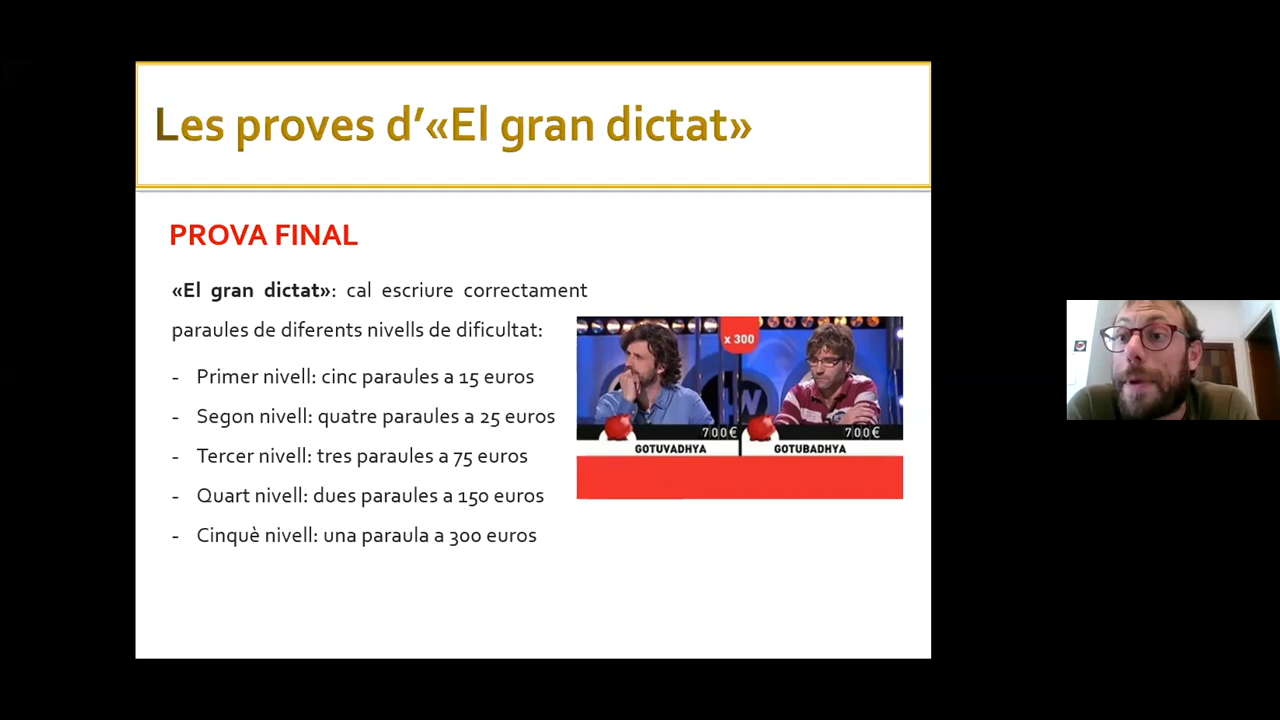 Les proves d’«El gran dictat»
PROVA FINAL
«El gran dictat»: cal escriure correctament
paraules de diferents nivells de dificultat:
- Primer nivell: cinc paraules a 15 euros
- Segon nivell: quatre paraules a 25 euros
- Tercer nivell: tres paraules a 75 euros
- Quart nivell: dues paraules a 150 euros
- Cinquè nivell: una paraula a 300 euros
x 300
700€ 700€
GOTUVADHYA GOTUBADHYA